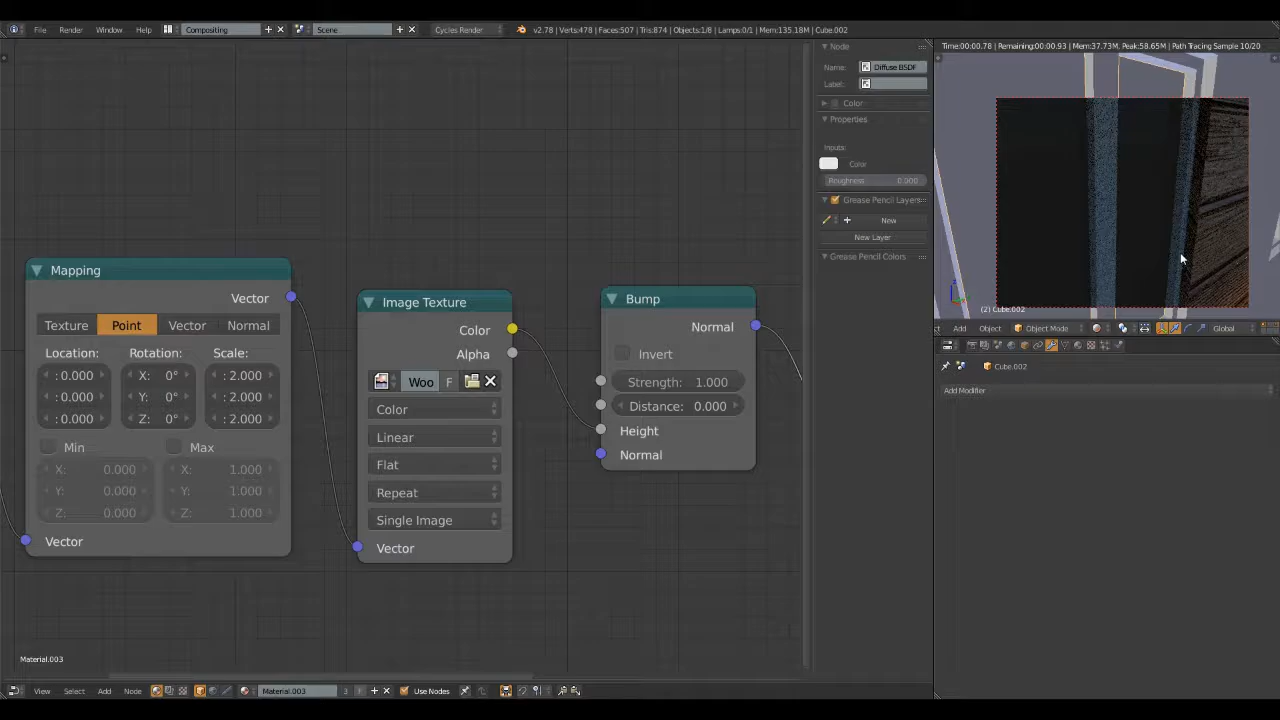 File Render Window Help Compositing Scene Cycles Render v2.78 | Verts:478 | Faces:507 | Tris:874 | Objects:1/8 | Lamps:0/1 | Mem:135.18M | Cube.002
Time:00:00.78 | Remaining:00:00.93 | Mem:37.73M, Peak:58.65M | Path Tracing Sample 10/20
Node
Name: Diffuse BSDF
Label:
Color
Properties
Inputs:
Color
Roughness: 0.000
Grease Pencil Layers
New
New Layer
Grease Pencil Colors
Mapping
Vector
Texture Point Vector Normal
Location: Rotation: Scale:
: 0.000 X: 0° : 2.000
: 0.000 Y: 0° : 2.000
: 0.000 Z: 0° : 2.000
Min Max
X: 0.000 X: 1.000
Y: 0.000 Y: 1.000
Z: 0.000 Z: 1.000
Vector
Image Texture
Color
Alpha
Woo F
Color
Linear
Flat
Repeat
Single Image
Vector
Bump
Normal
Invert
Strength: 1.000
Distance: 0.000
Height
Normal
(2) Cube.002
Add Object Object Mode Global
Cube.002
Add Modifier
Material.003
View Select Add Node Material.003 3 Use Nodes